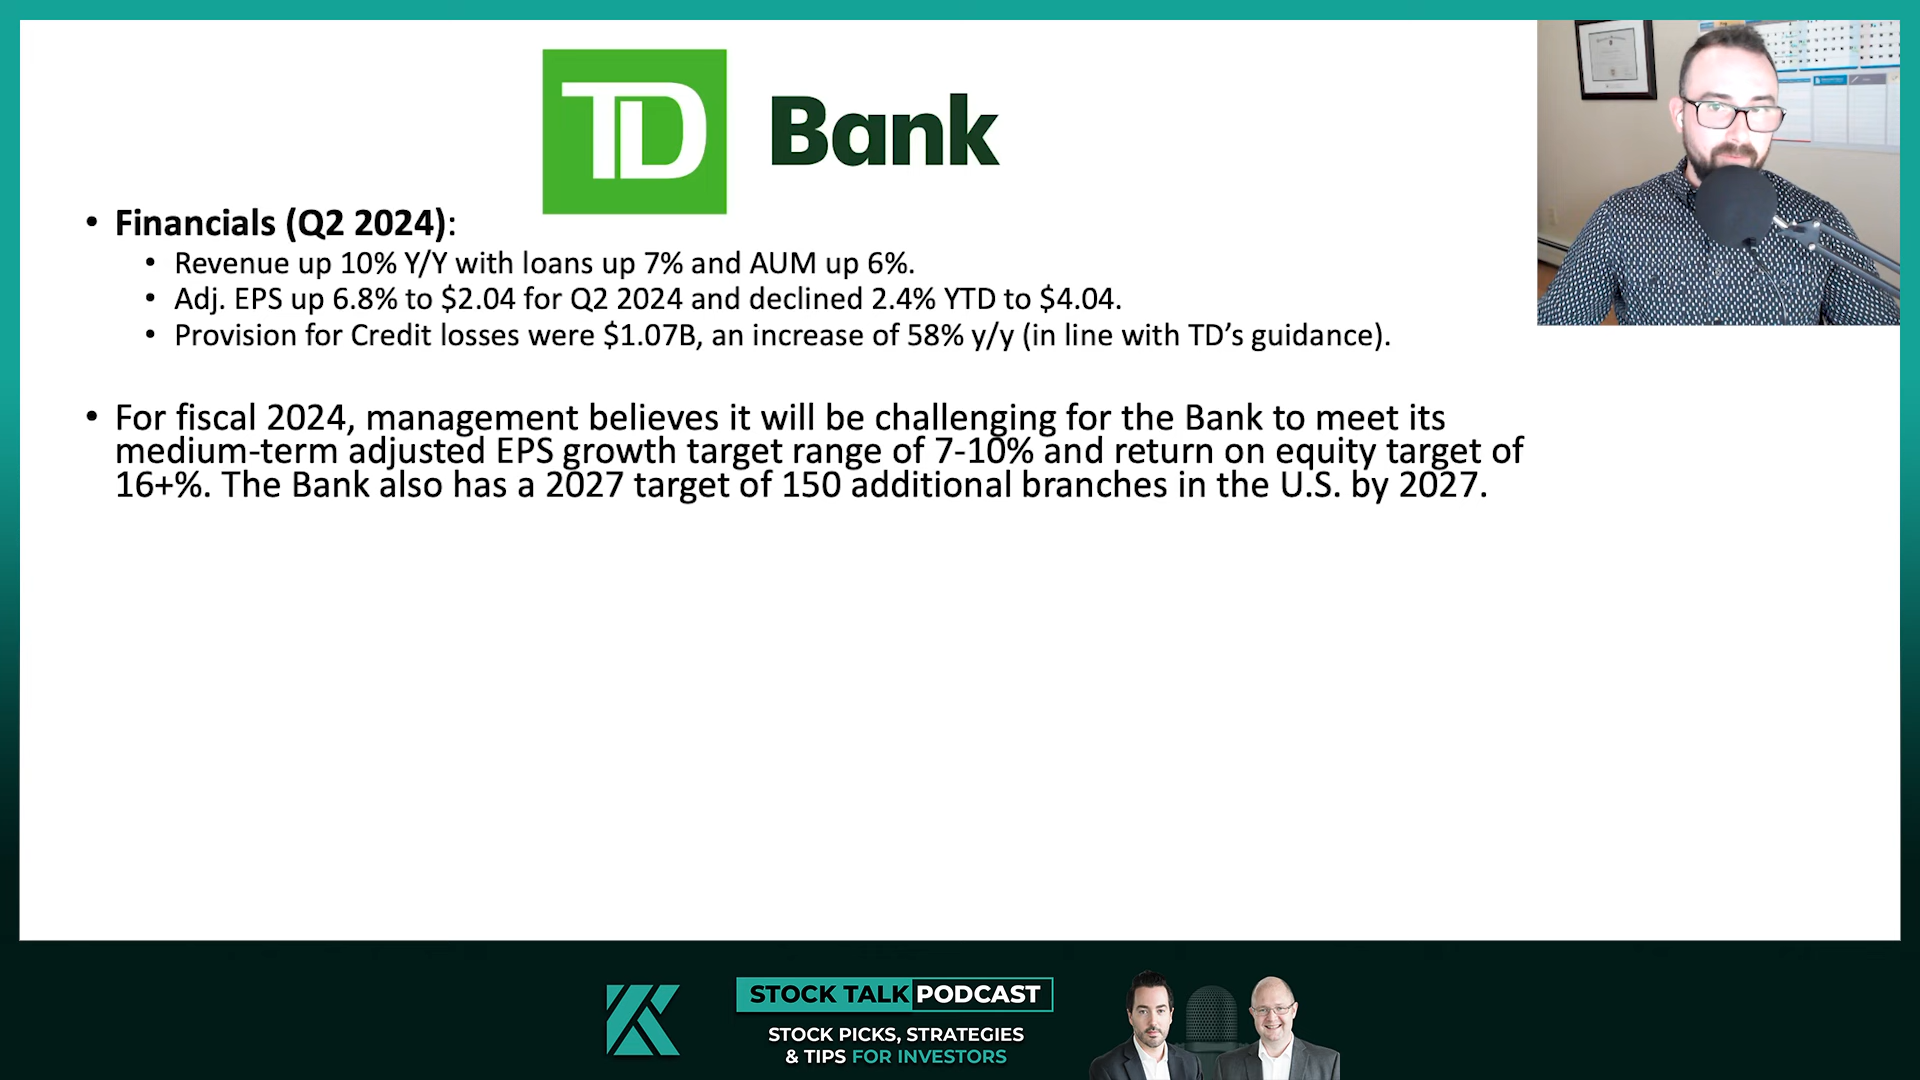 TD Bank
• Financials (Q2 2024):
• Revenue up 10% Y/Y with loans up 7% and AUM up 6%.
• Adj. EPS up 6.8% to $2.04 for Q2 2024 and declined 2.4% YTD to $4.04.
• Provision for Credit losses were $1.07B, an increase of 58% y/y (in line with TD’s guidance).
• For fiscal 2024, management believes it will be challenging for the Bank to meet its
medium-term adjusted EPS growth target range of 7-10% and return on equity target of
16+%. The Bank also has a 2027 target of 150 additional branches in the U.S. by 2027.
STOCK TALK PODCAST
STOCK PICKS, STRATEGIES
& TIPS FOR INVESTORS